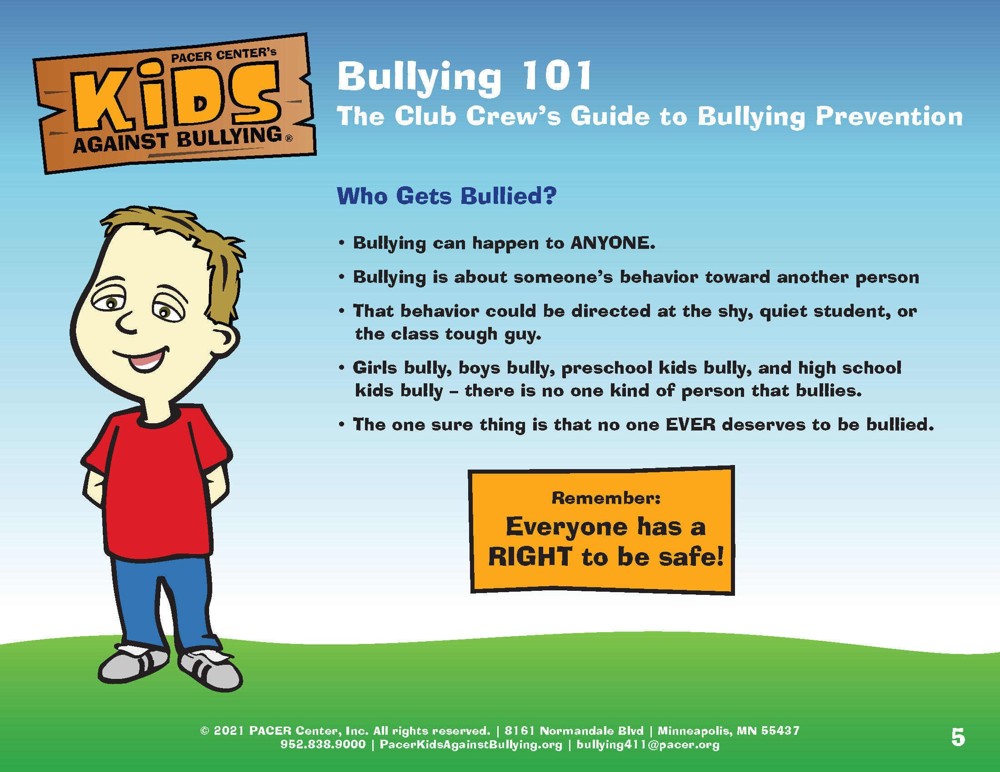 PACER CENTER's
KiDS
AGAINST BULLYING®
Bullying 101
The Club Crew's Guide to Bullying Prevention
Who Gets Bullied?
• Bullying can happen to ANYONE.
• Bullying is about someone's behavior toward another person
• That behavior could be directed at the shy, quiet student, or
the class tough guy.
• Girls bully, boys bully, preschool kids bully, and high school
kids bully – there is no one kind of person that bullies.
• The one sure thing is that no one EVER deserves to be bullied.
Remember:
Everyone has a
RIGHT to be safe!
© 2021 PACER Center, Inc. All rights reserved. | 8161 Normandale Blvd | Minneapolis, MN 55437
952.838.9000 | PacerKidsAgainstBullying.org | bullying411@pacer.org
5